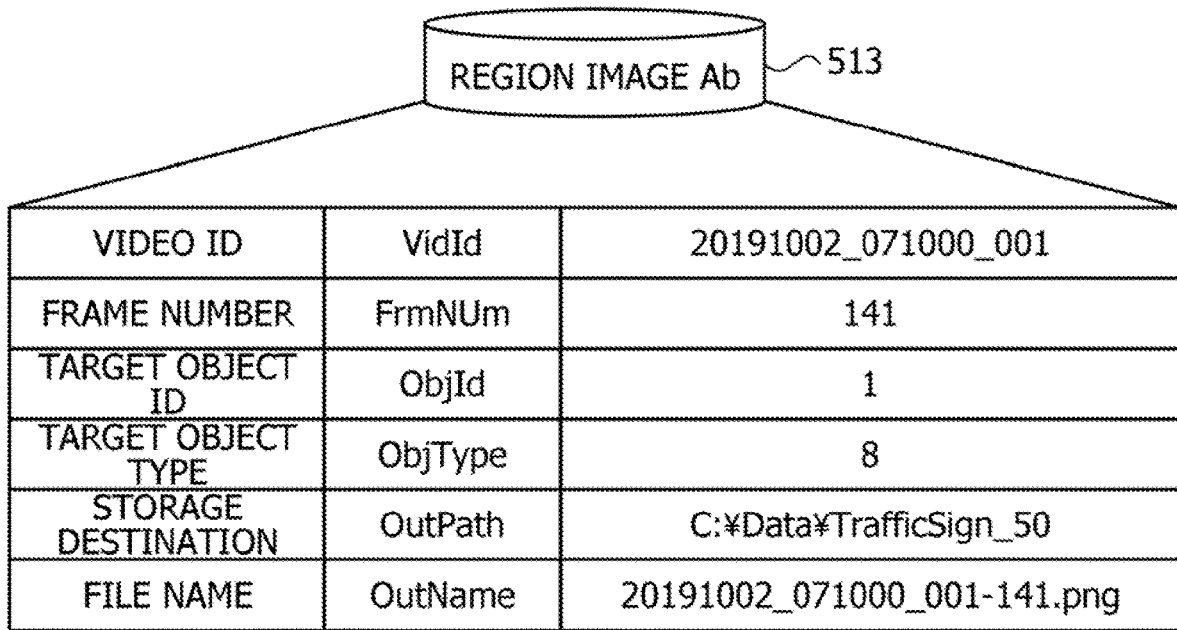 REGION IMAGE Ab
513
VIDEO ID VidId 20191002_071000_001
FRAME NUMBER FrmNUm 141
TARGET OBJECT
ID ObjId 1
TARGET OBJECT
TYPE ObjType 8
STORAGE
DESTINATION OutPath C:¥Data¥TrafficSign_50
FILE NAME OutName 20191002_071000_001-141.png